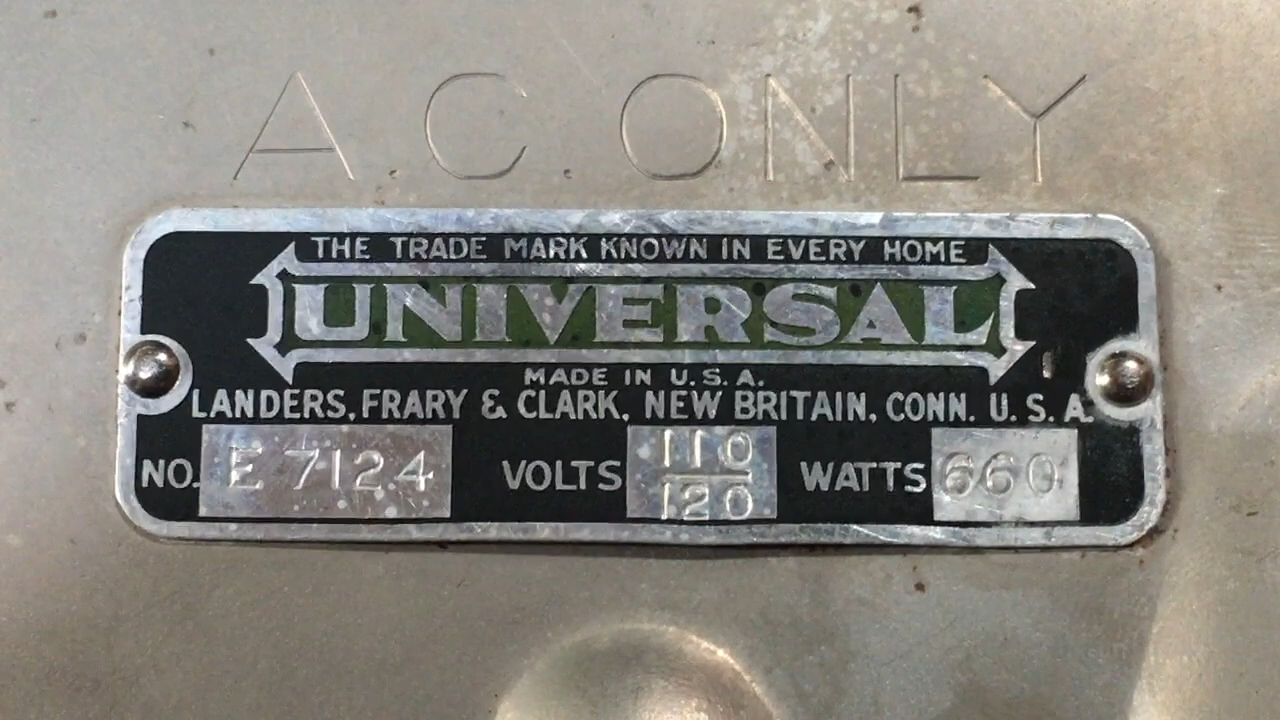 A.C.ONLY
THE TRADE MARK KNOWN IN EVERY HOME
UNIVERSAL
MADE IN U.S.A.
LANDERS, FRARY & CLARK, NEW BRITAIN, CONN. U.S.A.
NO. E 7124 VOLTS 110/120 WATTS 660